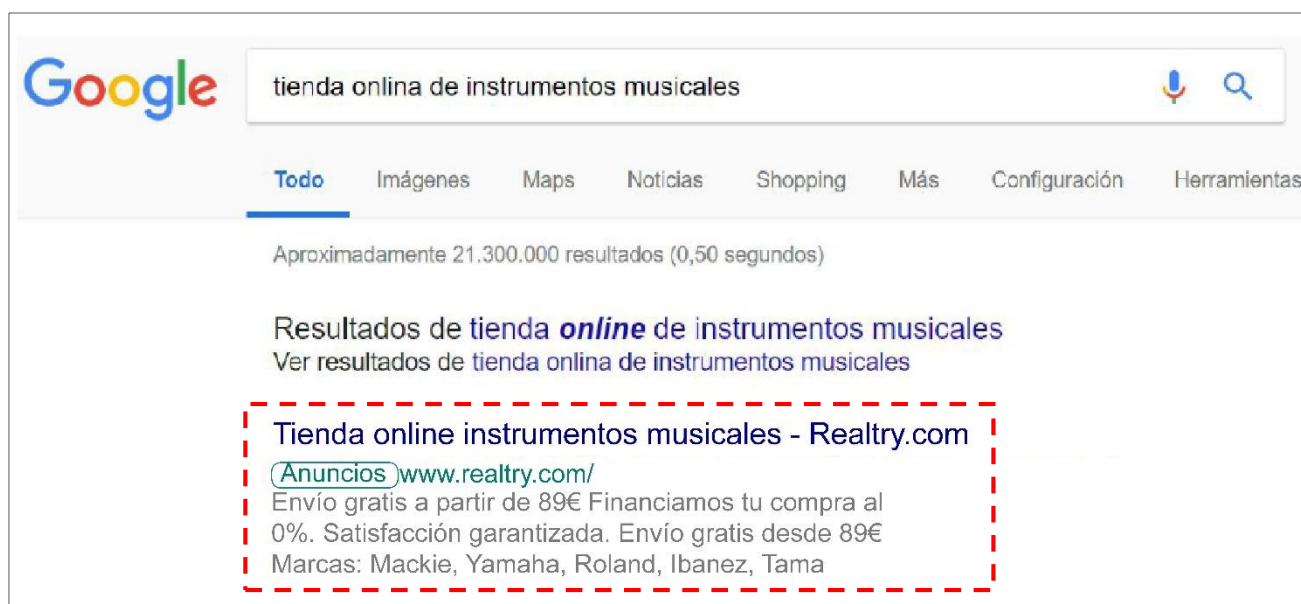 Google
tienda onlina de instrumentos musicales
Todo Imágenes Maps Noticias Shopping Más Configuración Herramientas
Aproximadamente 21.300.000 resultados (0,50 segundos)
Resultados de tienda online de instrumentos musicales
Ver resultados de tienda onlina de instrumentos musicales
Tienda online instrumentos musicales - Realtry.com
Anuncios www.realtry.com/
Envío gratis a partir de 89€ Financiamos tu compra al
0%. Satisfacción garantizada. Envío gratis desde 89€
Marcas: Mackie, Yamaha, Roland, Ibanez, Tama